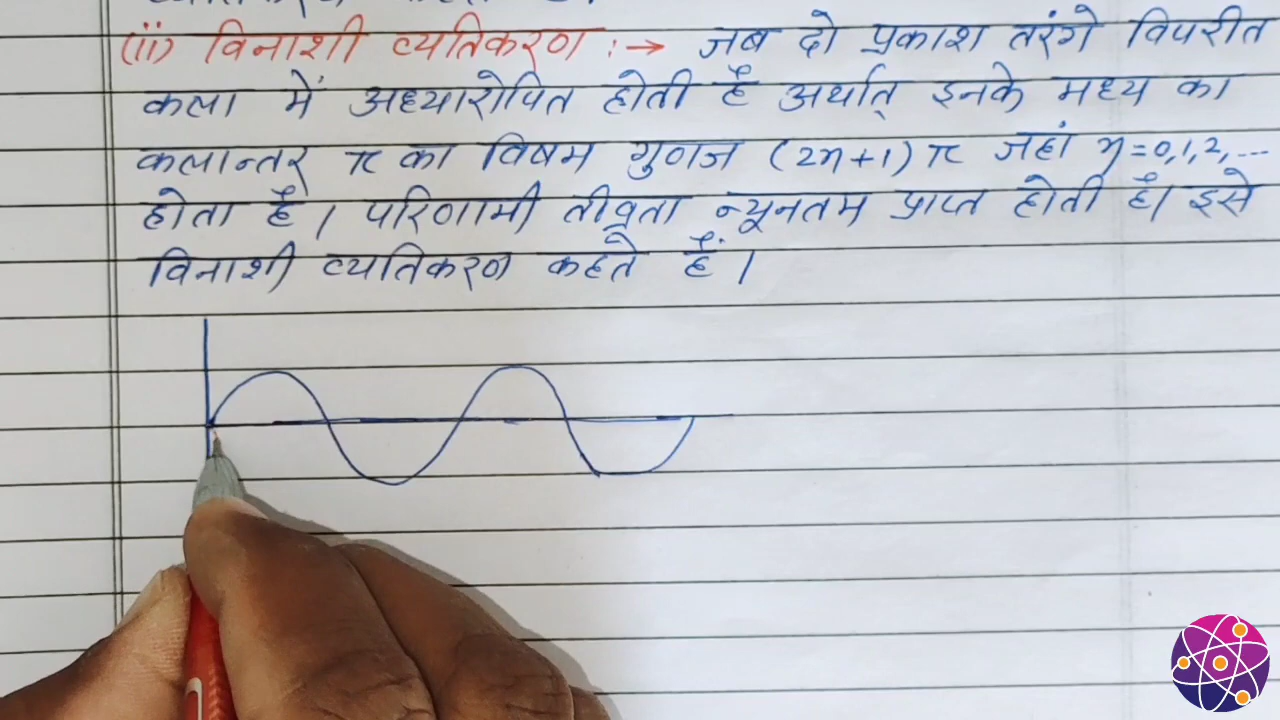 (ii) विनाशी व्यतिकरण :→ जब दो प्रकाश तरंगे विपरीत
कला में अध्यारोपित होती है अर्थात् इनके मध्य का
कलान्तर π का विषम गुणज (2n+1)π जहां n=0,1,2,---
होता है। परिणामी तीव्रता न्यूनतम प्राप्त होती है। इसे
विनाशी व्यतिकरण कहते हैं।